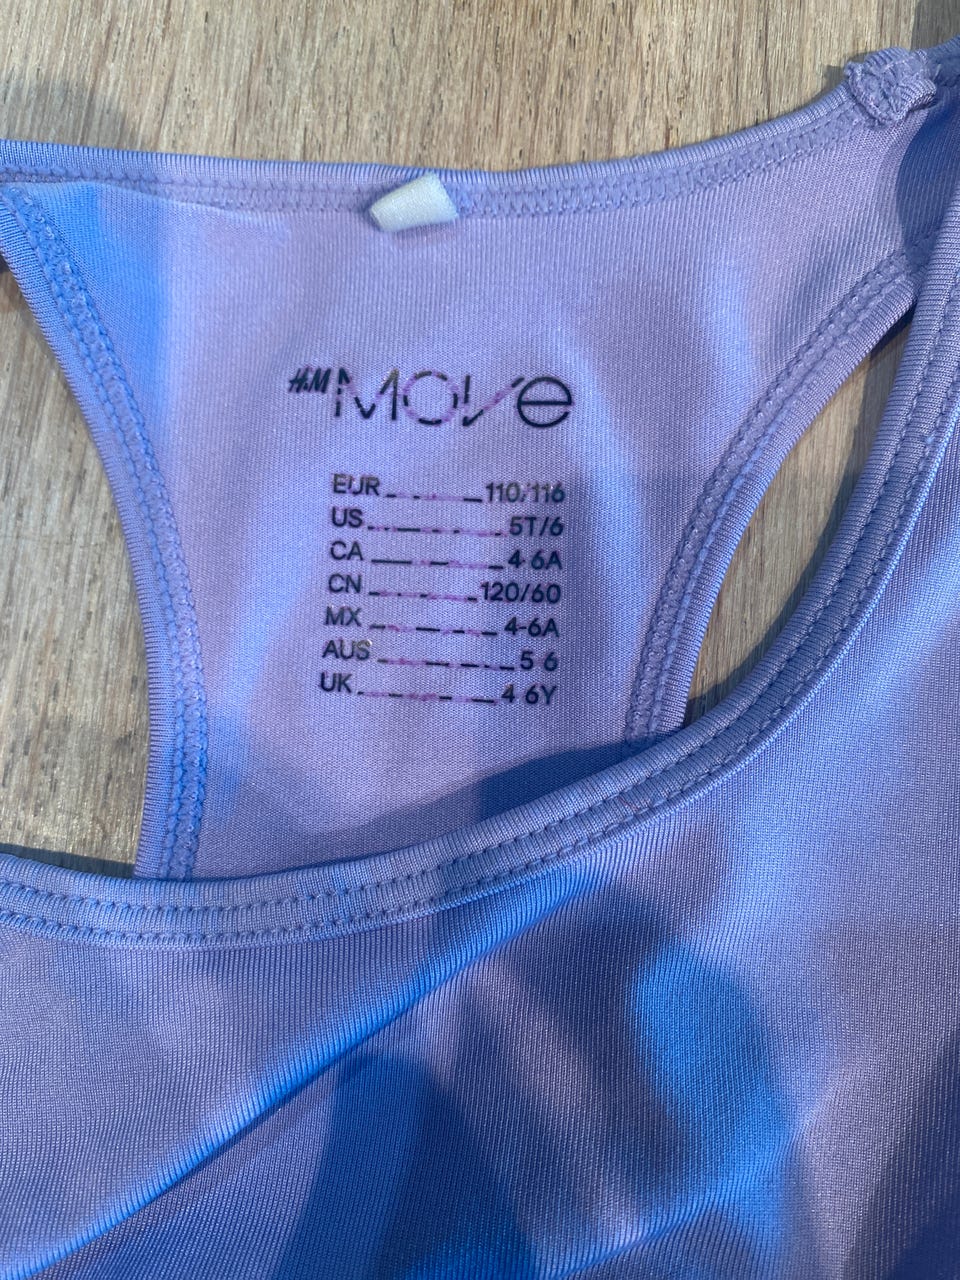 H&M MOVe
EUR 110/116
US 5T/6
CA 4-6A
CN 120/60
MX 4-6A
AUS 5-6
UK 4-6Y